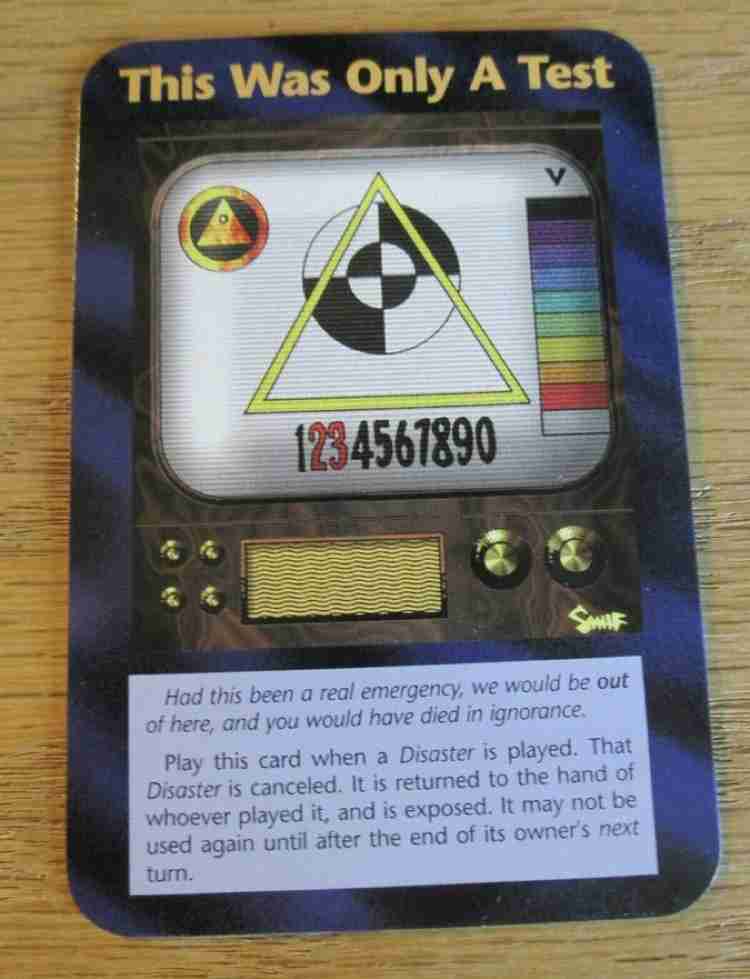 This Was Only A Test
V
1234567890
SMIF
Had this been a real emergency, we would be out
of here, and you would have died in ignorance.
Play this card when a Disaster is played. That
Disaster is canceled. It is returned to the hand of
whoever played it, and is exposed. It may not be
used again until after the end of its owner's next
turn.